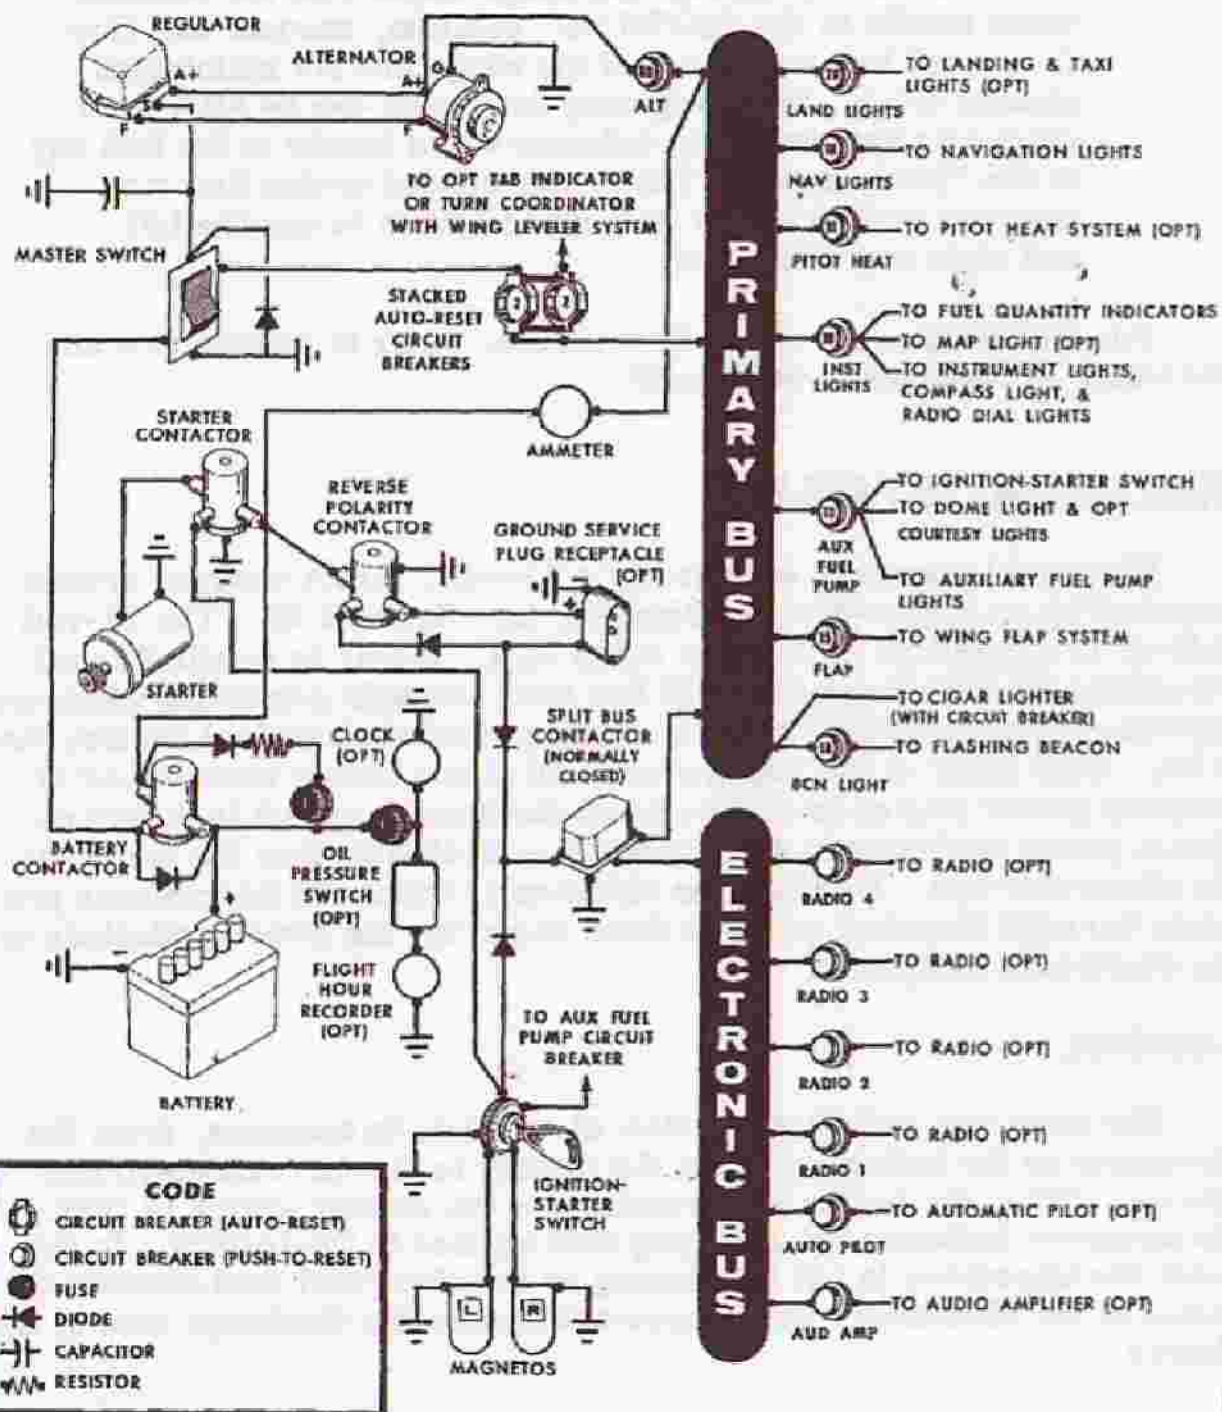 REGULATOR
A+
S
F
ALTERNATOR
A+
G
F
ALT
TO OPT T&B INDICATOR
OR TURN COORDINATOR
WITH WING LEVELER SYSTEM
MASTER SWITCH
STACKED
AUTO-RESET
CIRCUIT
BREAKERS
2
2
AMMETER
STARTER
CONTACTOR
REVERSE
POLARITY
CONTACTOR
GROUND SERVICE
PLUG RECEPTACLE
(OPT)
-
+
STARTER
CLOCK
(OPT)
SPLIT BUS
CONTACTOR
(NORMALLY
CLOSED)
BATTERY
CONTACTOR
OIL
PRESSURE
SWITCH
(OPT)
FLIGHT
HOUR
RECORDER
(OPT)
+
-
BATTERY
TO AUX FUEL
PUMP CIRCUIT
BREAKER
IGNITION-
STARTER
SWITCH
L
R
MAGNETOS
PRIMARY BUS
LAND LIGHTS
TO LANDING & TAXI
LIGHTS (OPT)
NAV LIGHTS
TO NAVIGATION LIGHTS
PITOT HEAT
TO PITOT HEAT SYSTEM (OPT)
INST
LIGHTS
TO FUEL QUANTITY INDICATORS
TO MAP LIGHT (OPT)
TO INSTRUMENT LIGHTS,
COMPASS LIGHT, &
RADIO DIAL LIGHTS
AUX
FUEL
PUMP
TO IGNITION-STARTER SWITCH
TO DOME LIGHT & OPT
COURTESY LIGHTS
TO AUXILIARY FUEL PUMP
LIGHTS
15
FLAP
TO WING FLAP SYSTEM
TO CIGAR LIGHTER
(WITH CIRCUIT BREAKER)
BCN LIGHT
TO FLASHING BEACON
ELECTRONIC BUS
RADIO 4
TO RADIO (OPT)
RADIO 3
TO RADIO (OPT)
RADIO 2
TO RADIO (OPT)
RADIO 1
TO RADIO (OPT)
AUTO PILOT
TO AUTOMATIC PILOT (OPT)
AUD AMP
TO AUDIO AMPLIFIER (OPT)
CODE
CIRCUIT BREAKER (AUTO-RESET)
CIRCUIT BREAKER (PUSH-TO-RESET)
FUSE
DIODE
CAPACITOR
RESISTOR